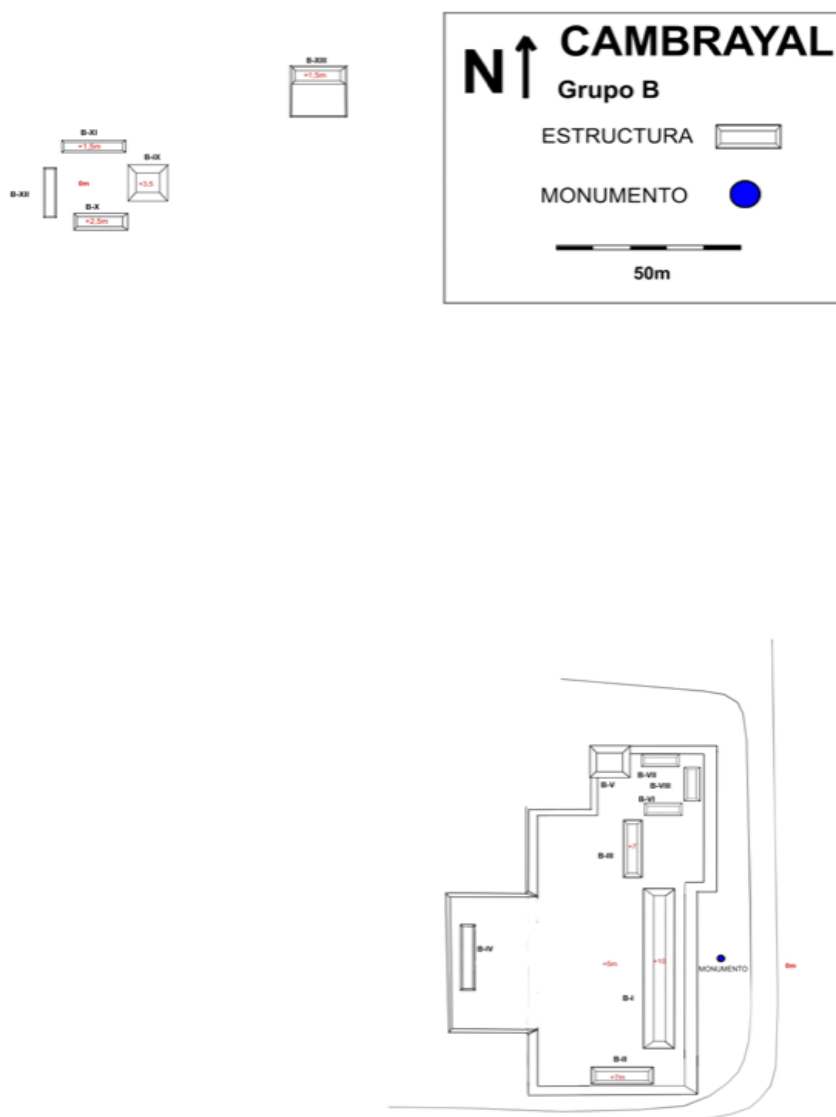 CAMBRAYAL
N
Grupo B
ESTRUCTURA
MONUMENTO
50m
B-XIII
+1,5m
B-XI
+1,5m
B-IX
+3,5
B-XII
0m
B-X
+2,5m
B-VII
B-V
B-VIII
B-VI
B-III
+7
B-IV
+5m
+10
MONUMENTO
0m
B-I
B-II
+7m